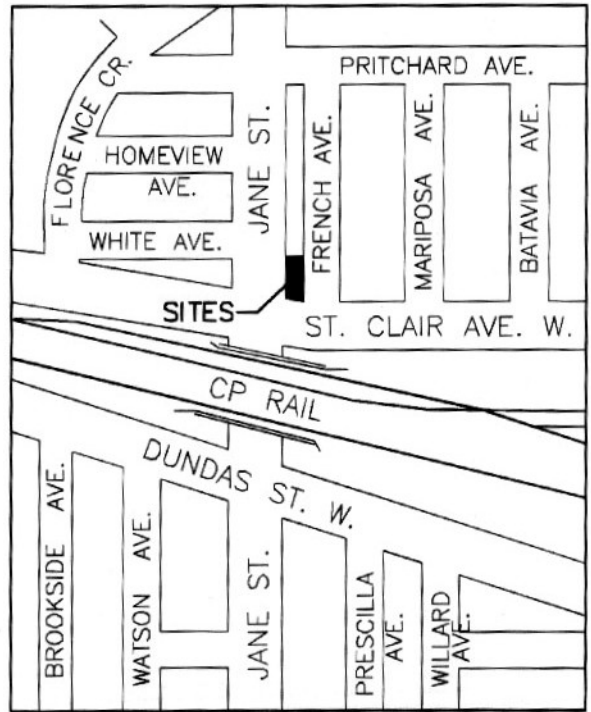 PRITCHARD AVE.
FLORENCE CR.
HOMEVIEW
AVE.
JANE ST.
FRENCH AVE.
MARIPOSA AVE.
BATAVIA AVE.
WHITE AVE.
SITES
ST. CLAIR AVE. W.
CP RAIL
DUNDAS ST. W.
BROOKSIDE AVE.
WATSON AVE.
JANE ST.
PRESCILLA
AVE.
WILLARD
AVE.